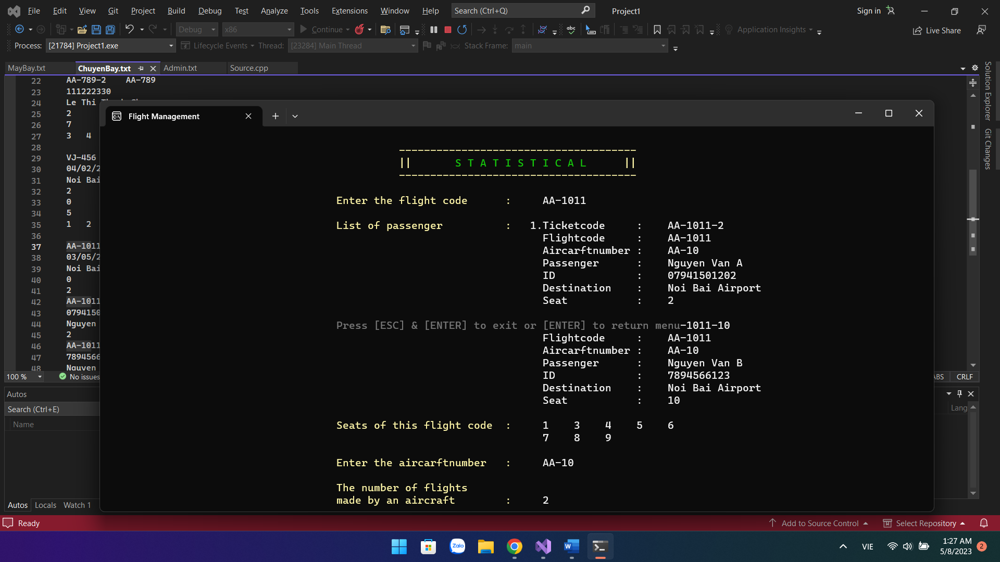 File Edit View Git Project Build Debug Test Analyze Tools Extensions Window Help Search (Ctrl+Q) Project1 Sign in
Debug x86 Continue Application Insights Live Share
Process: [21784] Project1.exe Lifecycle Events Thread: [23284] Main Thread Stack Frame: main
MayBay.txt ChuyenBay.txt Admin.txt Source.cpp
Solution Explorer
Git Changes
22 AA-789-2 AA-789
23 111222330
24 Le Thi
25 2
26 7
27 3 4
28
29 VJ-456
30 04/02/2
31 Noi Bai
32 2
33 0
34 5
35 1 2
36
37 AA-1011
38 03/05/2
39 Noi Bai
40 0
41 2
42 AA-1011
43 0794150
44 Nguyen
45 2
46 AA-1011
47 7894566
48 Nguyen
100 % No issues
ABS CRLF
Flight Management
-------------------------------------
|| S T A T I S T I C A L ||
-------------------------------------
Enter the flight code : AA-1011
List of passenger : 1.Ticketcode : AA-1011-2
Flightcode : AA-1011
Aircarftnumber : AA-10
Passenger : Nguyen Van A
ID : 07941501202
Destination : Noi Bai Airport
Seat : 2
Press [ESC] & [ENTER] to exit or [ENTER] to return menu-1011-10
Flightcode : AA-1011
Aircarftnumber : AA-10
Passenger : Nguyen Van B
ID : 7894566123
Destination : Noi Bai Airport
Seat : 10
Seats of this flight code : 1 3 4 5 6
7 8 9
Enter the aircarftnumber : AA-10
The number of flights
made by an aircraft : 2
Autos
Search (Ctrl+E)
Name
Lang
Autos Locals Watch 1
Ready Add to Source Control Select Repository
Zalo
VIE 1:27 AM
5/8/2023 2